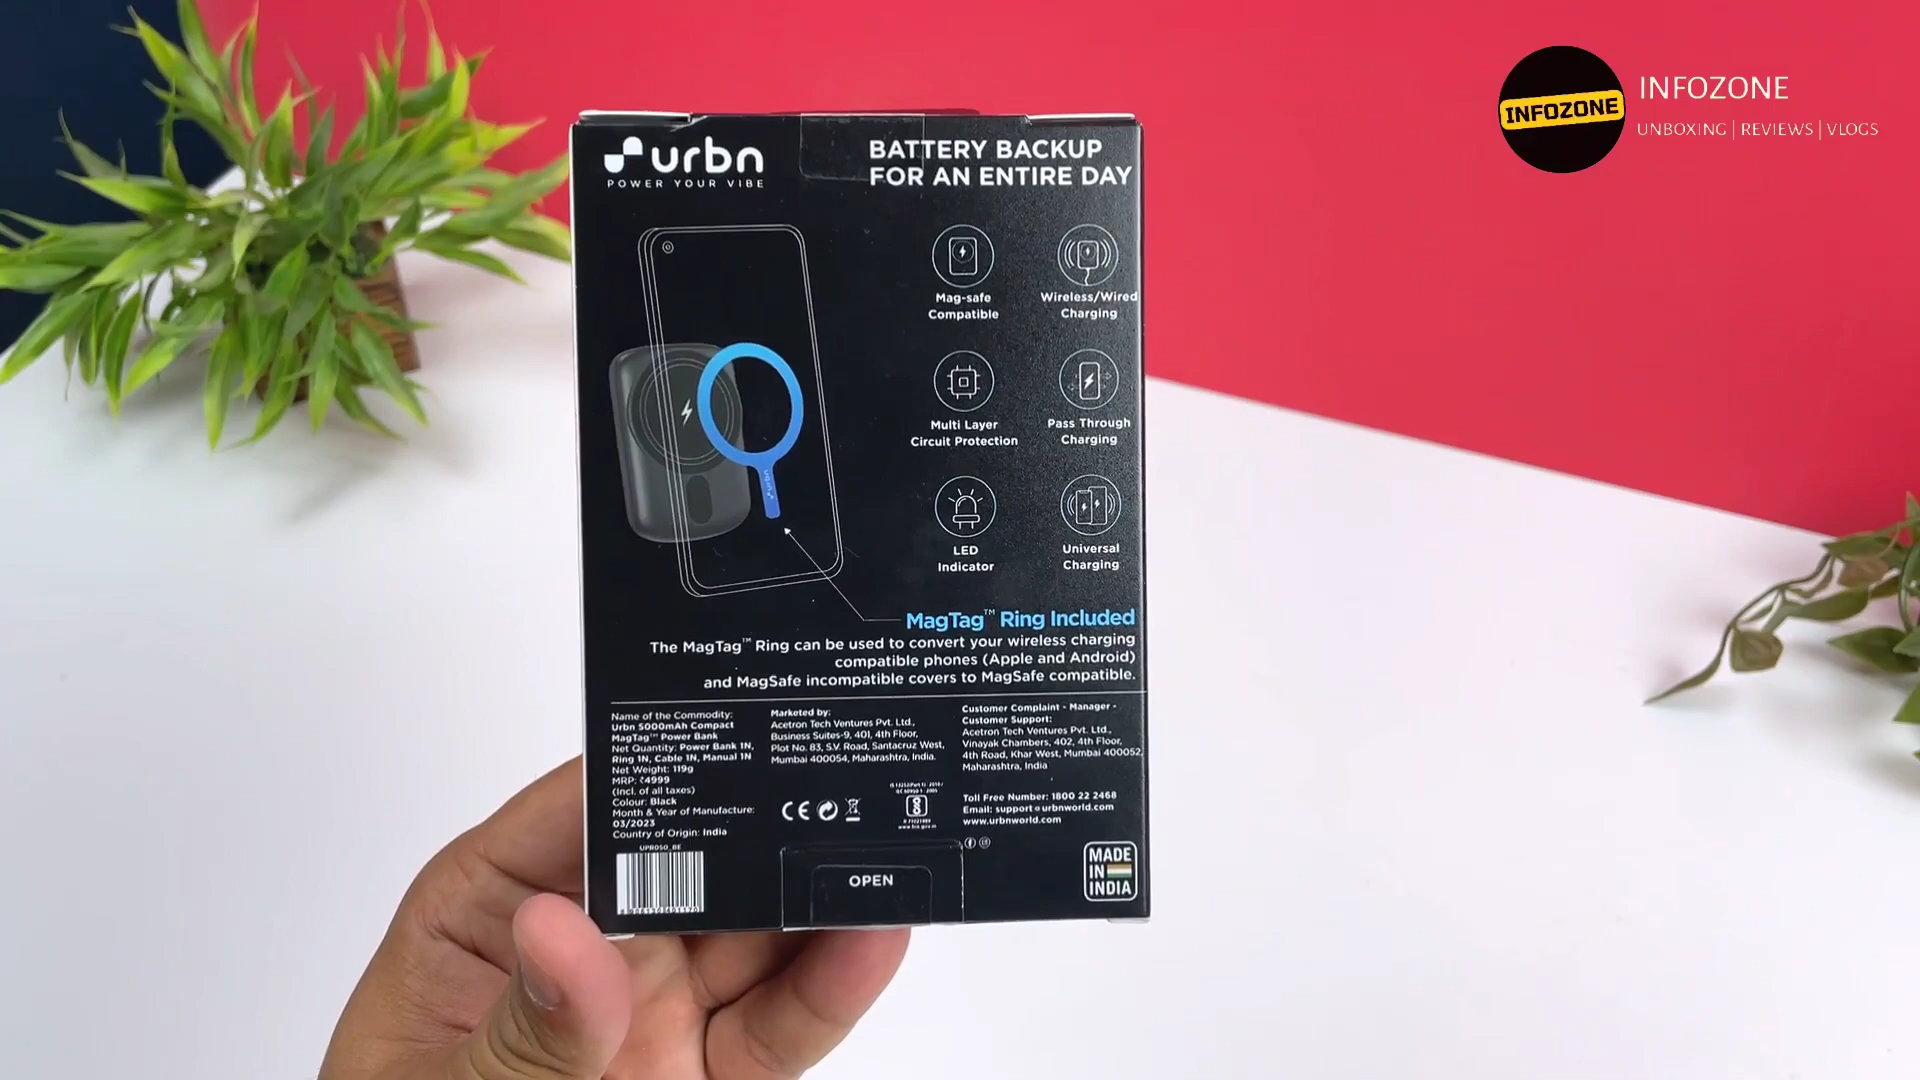 INFOZONE
INFOZONE
UNBOXING | REVIEWS | VLOGS
urbn
POWER YOUR VIBE
BATTERY BACKUP
FOR AN ENTIRE DAY
Mag-safe
Compatible
Wireless/Wired
Charging
Multi Layer
Circuit Protection
Pass Through
Charging
LED
Indicator
Universal
Charging
urbn
MagTag™ Ring Included
The MagTag™ Ring can be used to convert your wireless charging
compatible phones (Apple and Android)
and MagSafe incompatible covers to MagSafe compatible.
Name of the Commodity:
Urbn 5000mAh Compact
MagTag™ Power Bank
Net Quantity: Power Bank 1N,
Ring 1N, Cable 1N, Manual 1N
Net Weight: 119g
MRP: ₹4999
(Incl. of all taxes)
Colour: Black
Month & Year of Manufacture:
03/2023
Country of Origin: India
Marketed by:
Acetron Tech Ventures Pvt. Ltd.,
Business Suites-9, 401, 4th Floor,
Plot No. 83, S.V. Road, Santacruz West,
Mumbai 400054, Maharashtra, India.
CE
Customer Complaint - Manager -
Customer Support:
Acetron Tech Ventures Pvt. Ltd.,
Vinayak Chambers, 402, 4th Floor,
4th Road, Khar West, Mumbai 400052,
Maharashtra, India
Toll Free Number: 1800 22 2468
Email: support@urbnworld.com
www.urbnworld.com
UPR050_BE
OPEN
MADE
IN
INDIA